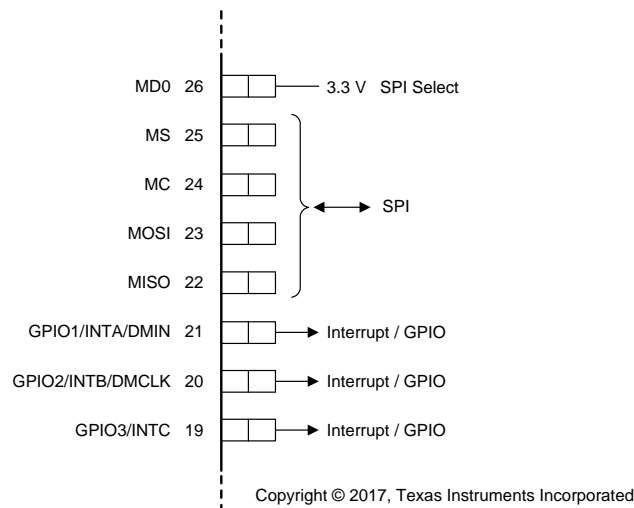 MD0 26 3.3 V SPI Select
MS 25
MC 24
SPI
MOSI 23
MISO 22
GPIO1/INTA/DMIN 21 Interrupt / GPIO
GPIO2/INTB/DMCLK 20 Interrupt / GPIO
GPIO3/INTC 19 Interrupt / GPIO
Copyright © 2017, Texas Instruments Incorporated